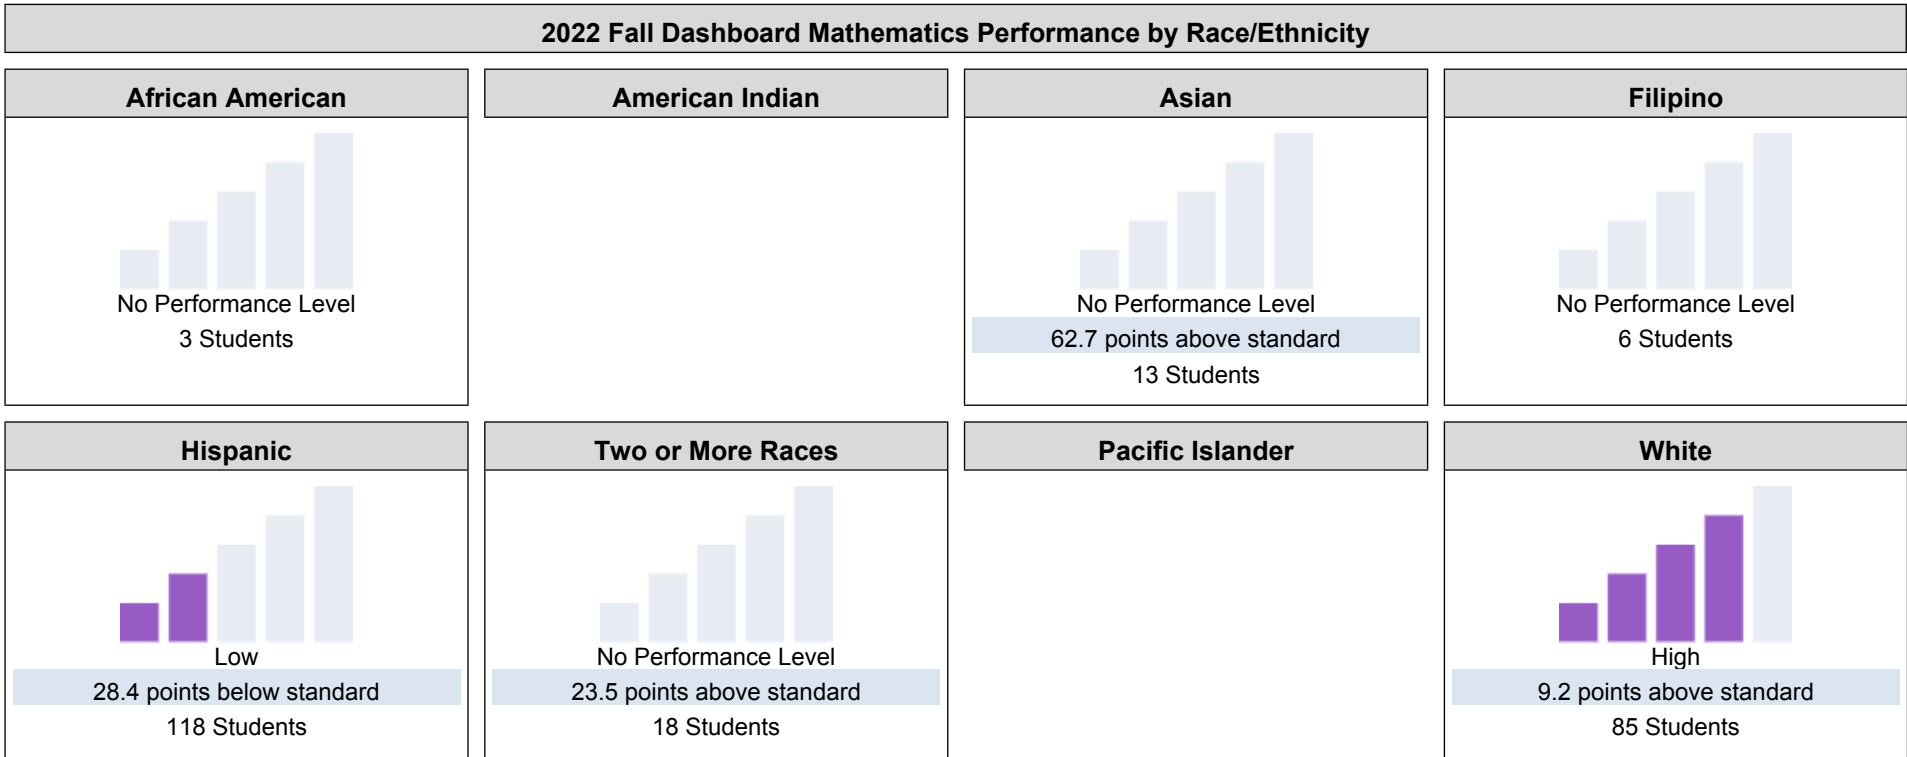 2022 Fall Dashboard Mathematics Performance by Race/Ethnicity
African American
No Performance Level
3 Students
American Indian
Asian
No Performance Level
62.7 points above standard
13 Students
Filipino
No Performance Level
6 Students
Hispanic
Low
28.4 points below standard
118 Students
Two or More Races
No Performance Level
23.5 points above standard
18 Students
Pacific Islander
White
High
9.2 points above standard
85 Students